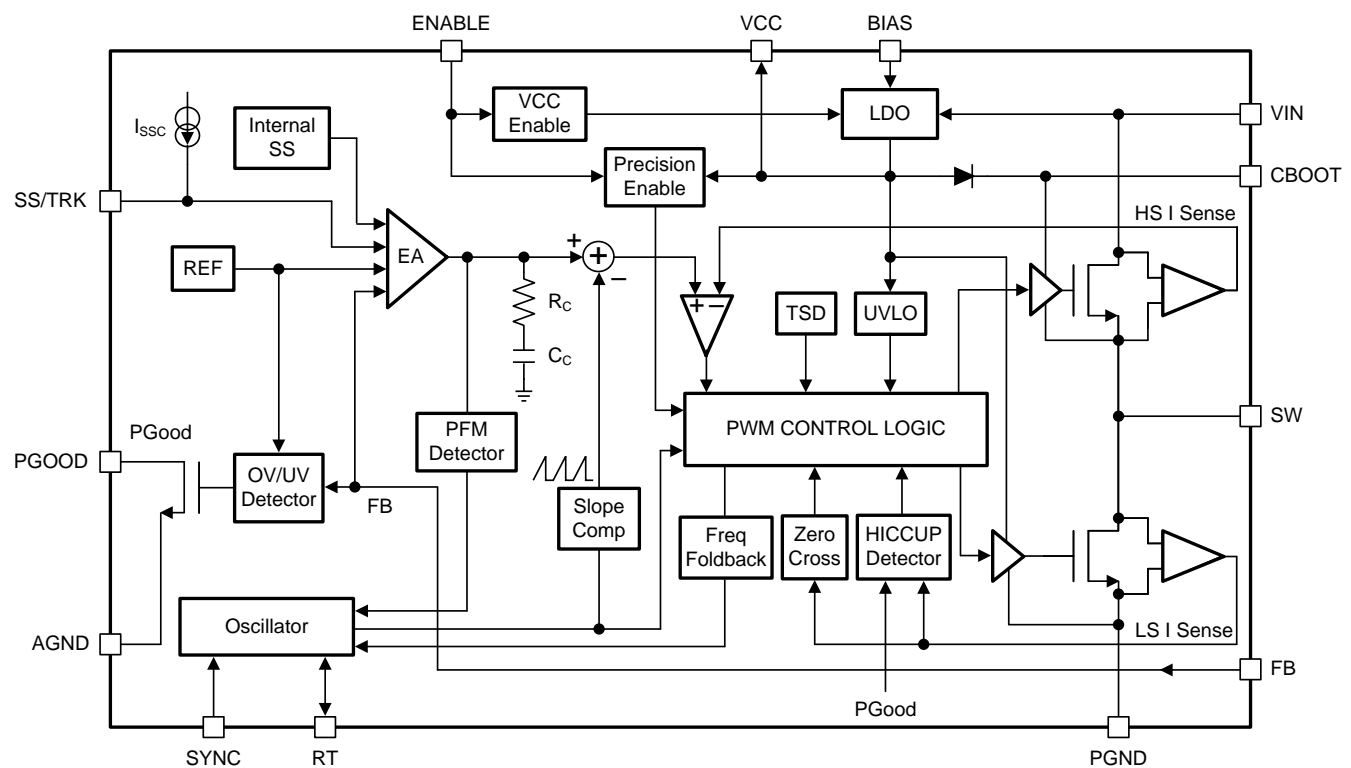 ENABLE
VCC
BIAS
ISSC
Internal
SS
VCC
Enable
LDO
VIN
Precision
Enable
CBOOT
SS/TRK
HS I Sense
EA
REF
+
+
−
+ −
RC
TSD
UVLO
CC
SW
PGood
PFM
Detector
PWM CONTROL LOGIC
PGOOD
OV/UV
Detector
FB
Slope
Comp
Freq
Foldback
Zero
Cross
HICCUP
Detector
Oscillator
LS I Sense
AGND
FB
PGood
SYNC
RT
PGND